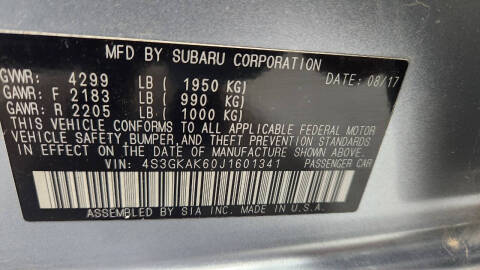 MFD BY SUBARU CORPORATION
GVWR: 4299 LB ( 1950 KG) DATE: 08/17
GAWR: F 2183 LB ( 990 KG)
GAWR: R 2205 LB ( 1000 KG)
THIS VEHICLE CONFORMS TO ALL APPLICABLE FEDERAL MOTOR
VEHICLE SAFETY BUMPER AND THEFT PREVENTION STANDARDS
IN EFFECT ON THE DATE OF MANUFACTURE SHOWN ABOVE.
VIN: 4S3GKAK60J1601341 PASSENGER CAR
ASSEMBLED BY SIA INC. MADE IN U.S.A.